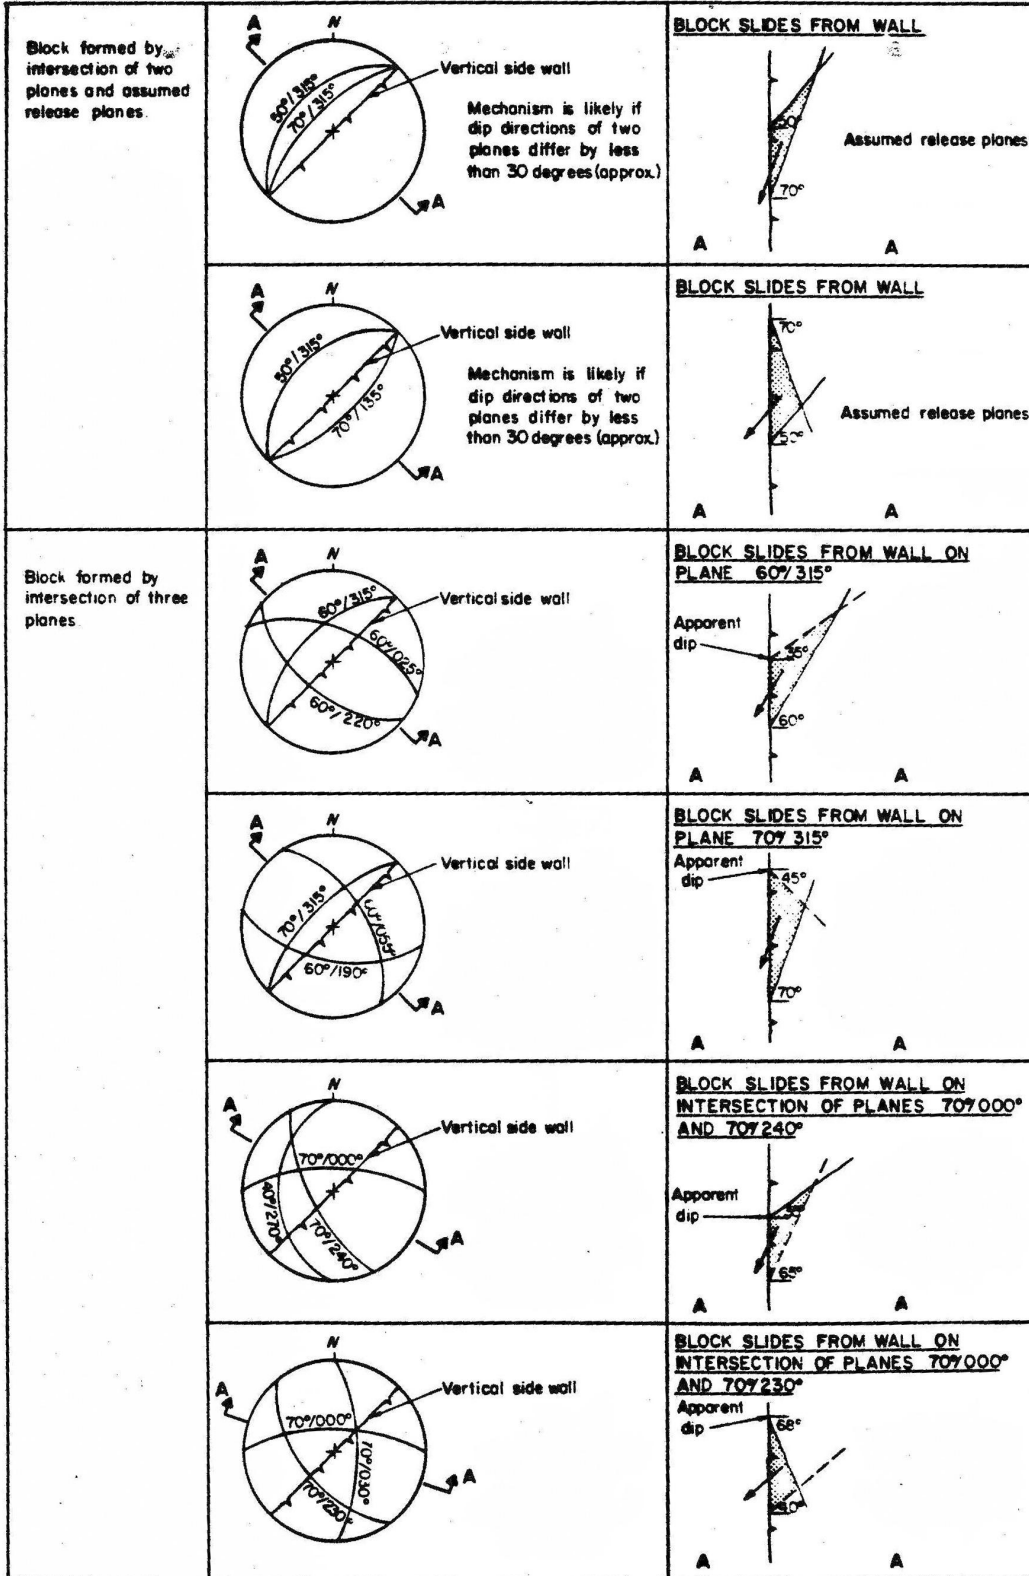 Block formed by
intersection of two
planes and assumed
release planes.
A
N
50°/315°
70°/315°
Vertical side wall
Mechanism is likely if
dip directions of two
planes differ by less
than 30 degrees (approx.)
A
BLOCK SLIDES FROM WALL
50°
70°
Assumed release planes
A A
A
N
50°/315°
70°/135°
Vertical side wall
Mechanism is likely if
dip directions of two
planes differ by less
than 30 degrees (approx.)
A
BLOCK SLIDES FROM WALL
70°
50°
Assumed release planes
A A
Block formed by
intersection of three
planes
A
N
60°/315°
60°/025°
60°/220°
Vertical side wall
A
BLOCK SLIDES FROM WALL ON
PLANE 60°/315°
Apparent
dip
35°
60°
A A
A
N
70°/315°
60°/190°
Vertical side wall
A
BLOCK SLIDES FROM WALL ON
PLANE 70°/315°
Apparent
dip
45°
70°
A A
A
N
70°/000°
40°/270°
70°/240°
Vertical side wall
A
BLOCK SLIDES FROM WALL ON
INTERSECTION OF PLANES 70°/000°
AND 70°/240°
Apparent
dip
65°
A A
A
N
70°/000°
70°/030°
70°/230°
Vertical side wall
A
BLOCK SLIDES FROM WALL ON
INTERSECTION OF PLANES 70°/000°
AND 70°/230°
Apparent
dip
68°
A A